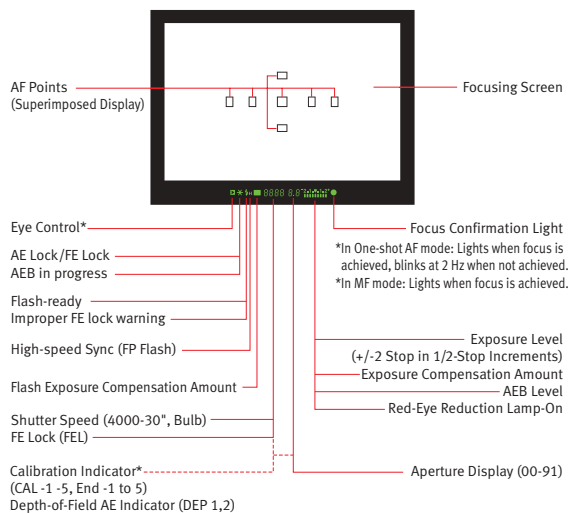 AF Points
(Superimposed Display)
Focusing Screen
8888 8.8
Eye Control*
AE Lock/FE Lock
AEB in progress
Flash-ready
Improper FE lock warning
High-speed Sync (FP Flash)
Flash Exposure Compensation Amount
Shutter Speed (4000-30", Bulb)
FE Lock (FEL)
Calibration Indicator*
(CAL -1 -5, End -1 to 5)
Depth-of-Field AE Indicator (DEP 1,2)
Focus Confirmation Light
*In One-shot AF mode: Lights when focus is
achieved, blinks at 2 Hz when not achieved.
*In MF mode: Lights when focus is achieved.
Exposure Level
(+/-2 Stop in 1/2-Stop Increments)
Exposure Compensation Amount
AEB Level
Red-Eye Reduction Lamp-On
Aperture Display (00-91)